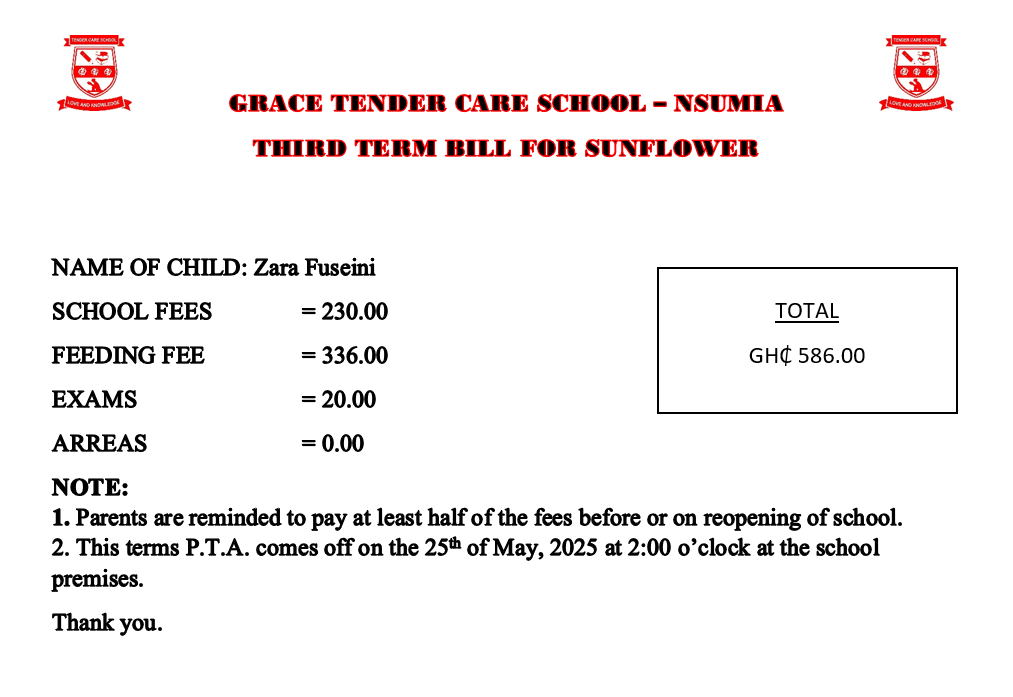 TENDER CARE SCHOOL
LOVE AND KNOWLEDGE
TENDER CARE SCHOOL
LOVE AND KNOWLEDGE
GRACE TENDER CARE SCHOOL – NSUMIA
THIRD TERM BILL FOR SUNFLOWER
NAME OF CHILD: Zara Fuseini
SCHOOL FEES = 230.00
FEEDING FEE = 336.00
EXAMS = 20.00
ARREAS = 0.00
TOTAL
GH₵ 586.00
NOTE:
1. Parents are reminded to pay at least half of the fees before or on reopening of school.
2. This terms P.T.A. comes off on the 25th of May, 2025 at 2:00 o’clock at the school
premises.
Thank you.